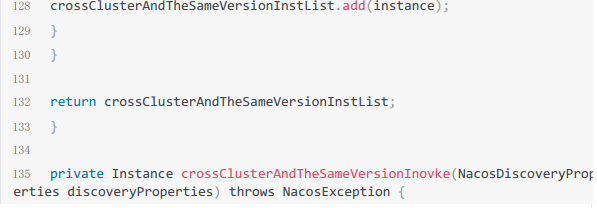 128 crossClusterAndTheSameVersionInstList.add(instance);
129 }
130 }
131
132 return crossClusterAndTheSameVersionInstList;
133 }
134
135 private Instance crossClusterAndTheSameVersionInovke(NacosDiscoveryProp
erties discoveryProperties) throws NacosException {